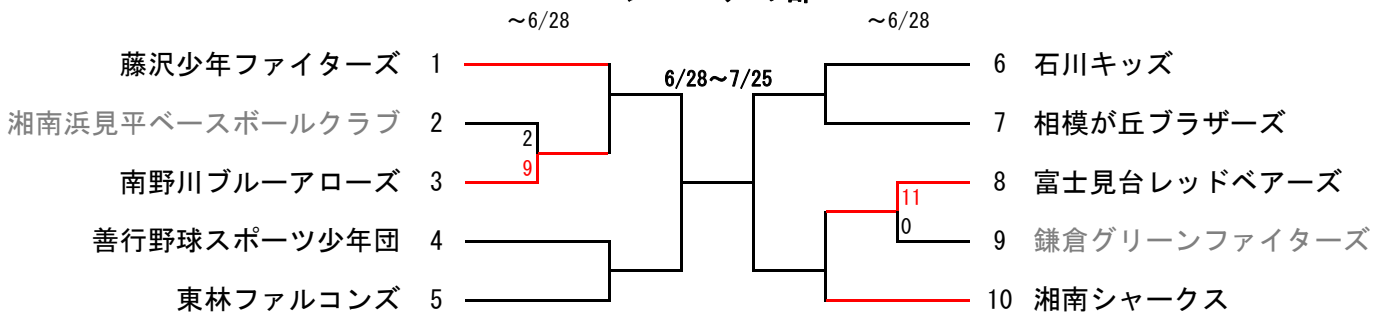 ～6/28
～6/28
藤沢少年ファイターズ 1
6/28～7/25
6 石川キッズ
湘南浜見平ベースボールクラブ 2
2
7 相模が丘ブラザーズ
9
南野川ブルーアローズ 3
8 富士見台レッドベアーズ
11
善行野球スポーツ少年団 4
0
9 鎌倉グリーンファイターズ
東林ファルコンズ 5
10 湘南シャークス